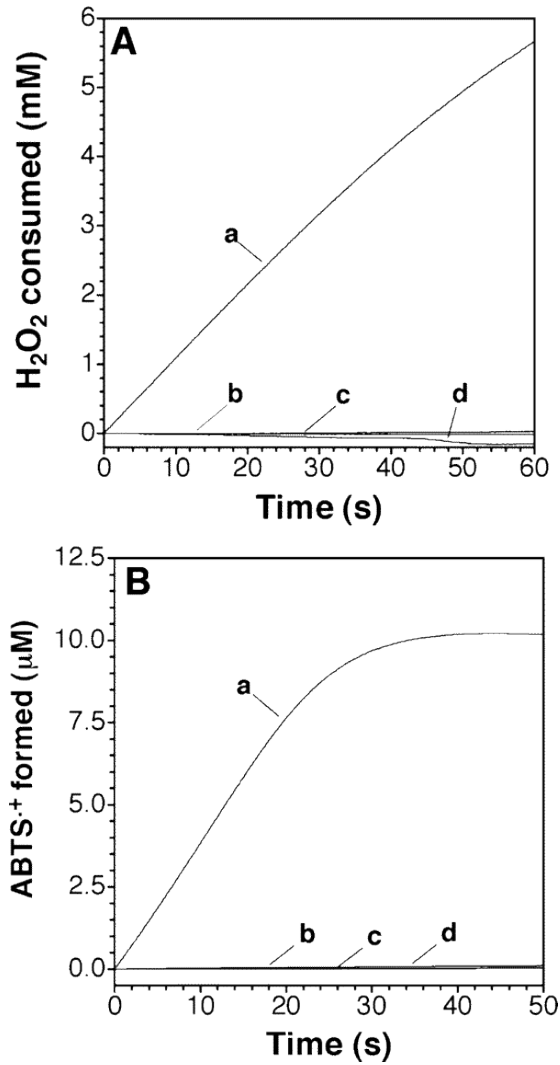 A
H₂O₂ consumed (mM)
6
5
4
3
2
1
0
a
b
c
d
0 10 20 30 40 50 60
Time (s)
B
ABTS·⁺ formed (µM)
12.5
10.0
7.5
5.0
2.5
0.0
a
b
c
d
0 10 20 30 40 50
Time (s)